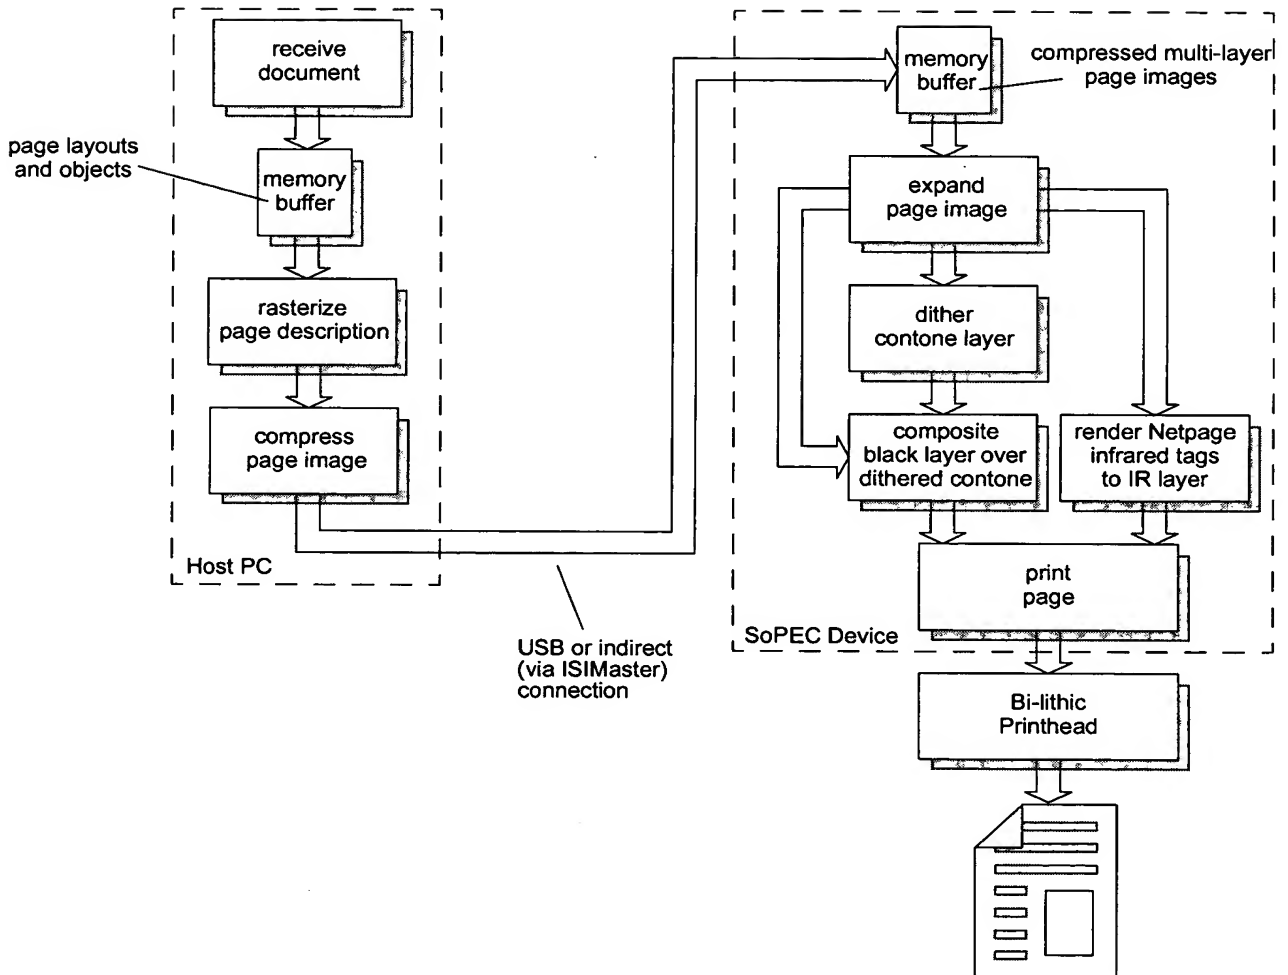 receive
document
page layouts
and objects
memory
buffer
rasterize
page description
compress
page image
Host PC
USB or indirect
(via ISIMaster)
connection
memory
buffer
compressed multi-layer
page images
expand
page image
dither
contone layer
composite
black layer over
dithered contone
render Netpage
infrared tags
to IR layer
print
page
SoPEC Device
Bi-lithic
Printhead